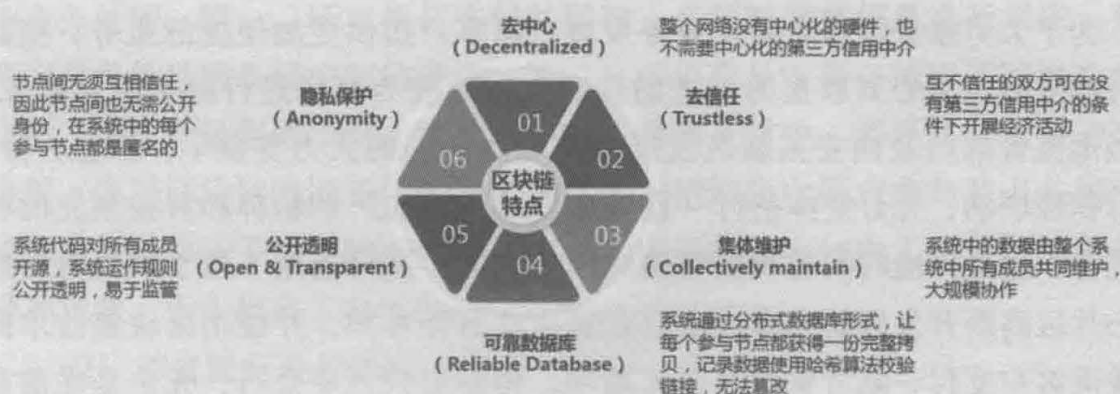 去中心
（Decentralized）
整个网络没有中心化的硬件，也
不需要中心化的第三方信用中介
01
去信任
（Trustless）
互不信任的双方可在没
有第三方信用中介的条
件下开展经济活动
02
集体维护
（Collectively maintain）
系统中的数据由整个系
统中所有成员共同维护，
大规模协作
03
可靠数据库
（Reliable Database）
系统通过分布式数据库形式，让
每个参与节点都获得一份完整拷
贝，记录数据使用哈希算法校验
链接，无法篡改
04
公开透明
（Open & Transparent）
系统代码对所有成员
开源，系统运作规则
公开透明，易于监管
05
隐私保护
（Anonymity）
节点间无须互相信任，
因此节点间也无需公开
身份，在系统中的每个
参与节点都是匿名的
06
区块链
特点